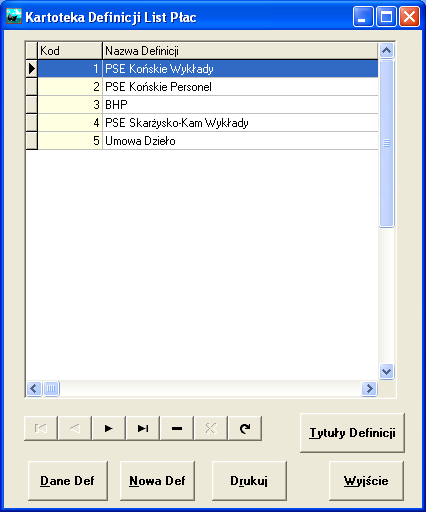 Kartoteka Definicji List Płac
Kod Nazwa Definicji
1 PSE Końskie Wykłady
2 PSE Końskie Personel
3 BHP
4 PSE Skarżysko-Kam Wykłady
5 Umowa Dzieło
Tytuły Definicji
Dane Def Nowa Def Drukuj Wyjście